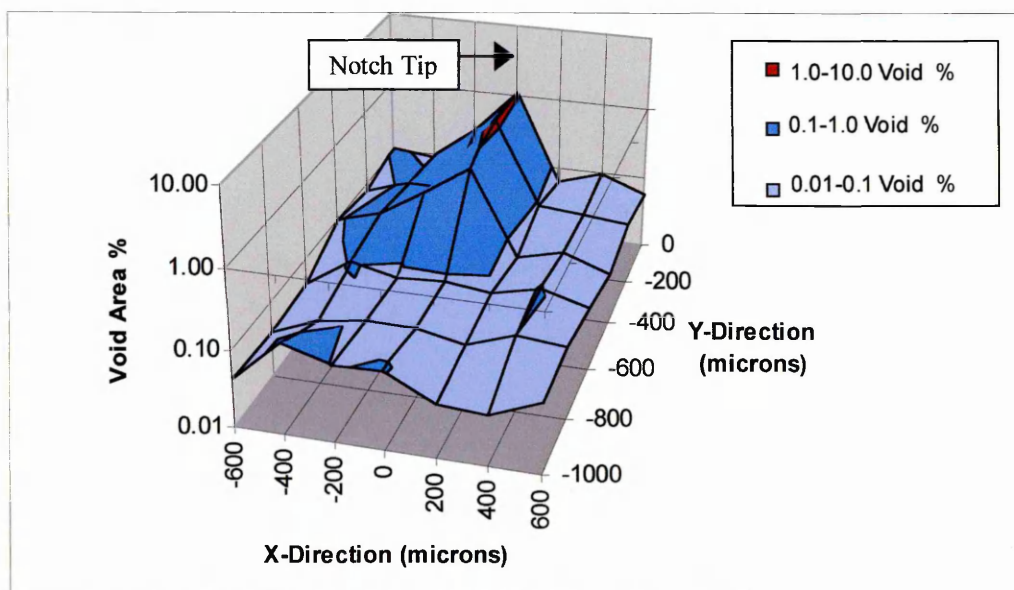 Notch Tip
1.0-10.0 Void %
0.1-1.0 Void %
0.01-0.1 Void %
10.00
1.00
0.10
0.01
Void Area %
-600
-400
-200
0
200
400
600
X-Direction (microns)
0
-200
-400
-600
-800
-1000
Y-Direction
(microns)